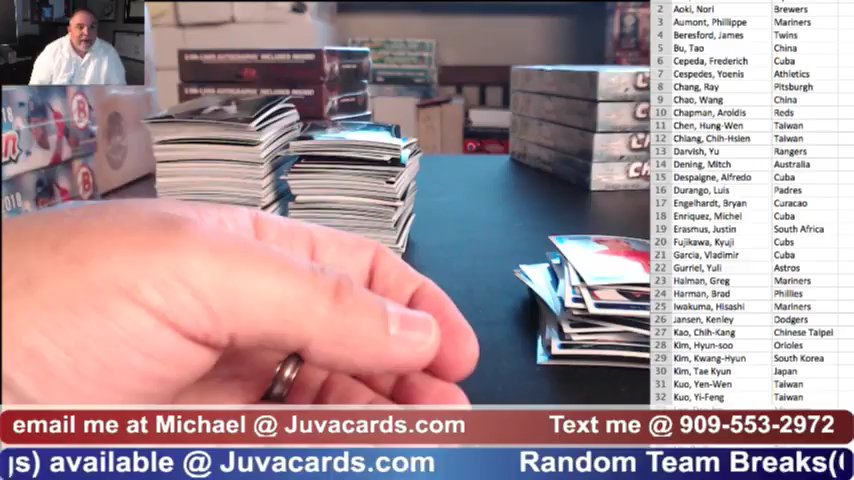 2 Aoki, Nori Brewers
3 Aumont, Phillippe Mariners
4 Beresford, James Twins
5 Bu, Tao China
6 Cepeda, Frederich Cuba
7 Cespedes, Yoenis Athletics
8 Chang, Ray Pittsburgh
9 Chao, Wang China
10 Chapman, Aroldis Reds
11 Chen, Hung-Wen Taiwan
12 Chiang, Chih-Hsien Taiwan
13 Darvish, Yu Rangers
14 Dening, Mitch Australia
15 Despaigne, Alfredo Cuba
16 Durango, Luis Padres
17 Engelhardt, Bryan Curacao
18 Enriquez, Michel Cuba
19 Erasmus, Justin South Africa
20 Fujikawa, Kyuji Cubs
21 Garcia, Vladimir Cuba
22 Gurriel, Yuli Astros
23 Halman, Greg Mariners
24 Harman, Brad Phillies
25 Iwakuma, Hisashi Mariners
26 Jansen, Kenley Dodgers
27 Kao, Chih-Kang Chinese Taipei
28 Kim, Hyun-soo Orioles
29 Kim, Kwang-Hyun South Korea
30 Kim, Tae Kyun Japan
31 Kuo, Yen-Wen Taiwan
32 Kuo, Yi-Feng Taiwan
2018
email me at Michael @ Juvacards.com Text me @ 909-553-2972
s) available @ Juvacards.com Random Team Breaks(